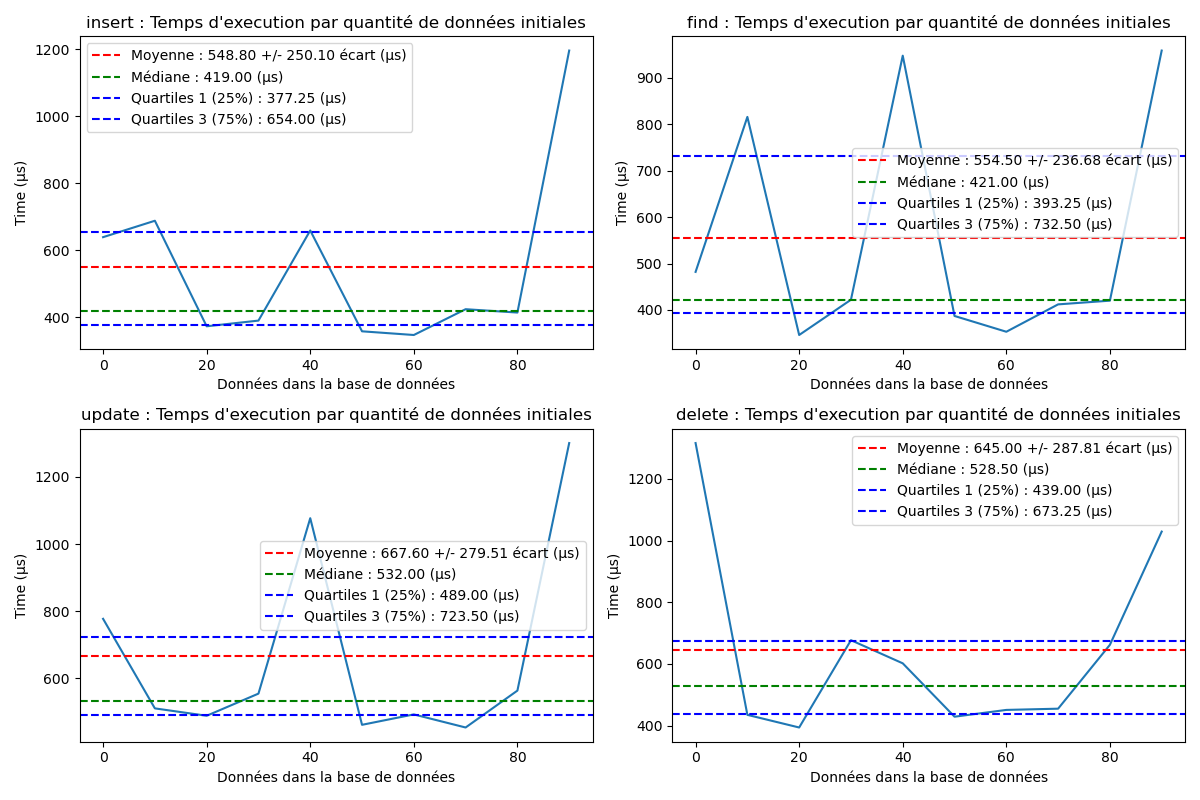 insert : Temps d'execution par quantité de données initiales
1200
1000
800
600
400
Time (µs)
Moyenne : 548.80 +/- 250.10 écart (µs)
Médiane : 419.00 (µs)
Quartiles 1 (25%) : 377.25 (µs)
Quartiles 3 (75%) : 654.00 (µs)
0 20 40 60 80
Données dans la base de données
find : Temps d'execution par quantité de données initiales
900
800
700
600
500
400
Time (µs)
Moyenne : 554.50 +/- 236.68 écart (µs)
Médiane : 421.00 (µs)
Quartiles 1 (25%) : 393.25 (µs)
Quartiles 3 (75%) : 732.50 (µs)
0 20 40 60 80
Données dans la base de données
update : Temps d'execution par quantité de données initiales
1200
1000
800
600
Time (µs)
Moyenne : 667.60 +/- 279.51 écart (µs)
Médiane : 532.00 (µs)
Quartiles 1 (25%) : 489.00 (µs)
Quartiles 3 (75%) : 723.50 (µs)
0 20 40 60 80
Données dans la base de données
delete : Temps d'execution par quantité de données initiales
1200
1000
800
600
400
Time (µs)
Moyenne : 645.00 +/- 287.81 écart (µs)
Médiane : 528.50 (µs)
Quartiles 1 (25%) : 439.00 (µs)
Quartiles 3 (75%) : 673.25 (µs)
0 20 40 60 80
Données dans la base de données